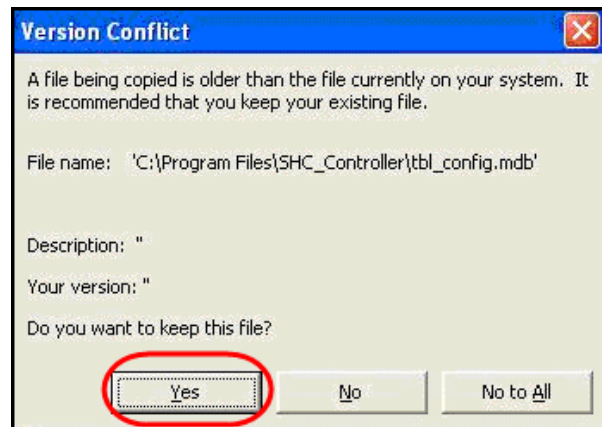 Version Conflict
A file being copied is older than the file currently on your system. It
is recommended that you keep your existing file.
File name: 'C:\Program Files\SHC_Controller\tbl_config.mdb'
Description: "
Your version: "
Do you want to keep this file?
Yes No No to All